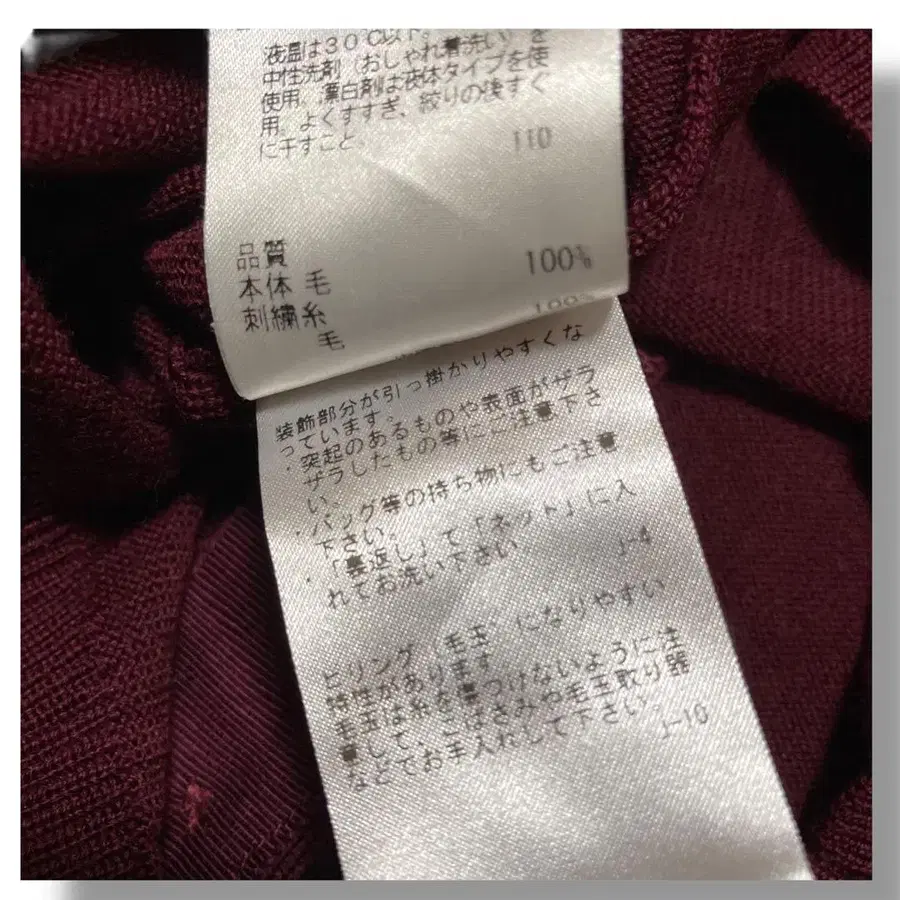 液温は30℃以下
中性洗剤(おしゃれ着洗い)を
使用。漂白剤は液体タイプを使
用。よくすすぎ、絞りの後すぐ
に干すこと。
110
品質
本体 毛 100%
刺繍糸 100%
毛
装飾部分が引っ掛かりやすくな
っています。
・突起のあるものや表面がザラ
ザラしたもの等にご注意下さ
い。
・バッグ等の持ち物にもご注意
下さい。
・「裏返し」で「ネット」に入
れてお洗い下さい。 J-4
ピリング(毛玉)になりやすい
特性があります。
毛玉は糸を傷つけないように注
意して、こはさみや毛玉取り器
などでお手入れして下さい。
J-10